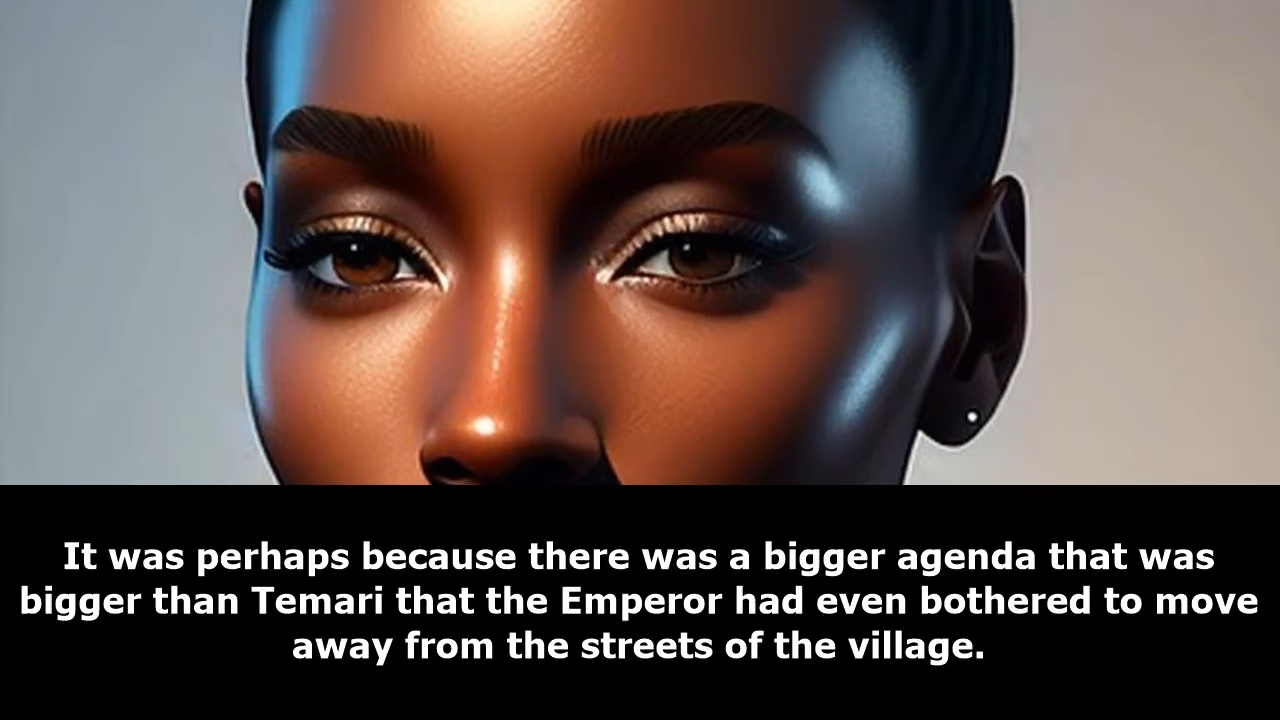 It was perhaps because there was a bigger agenda that was
bigger than Temari that the Emperor had even bothered to move
away from the streets of the village.